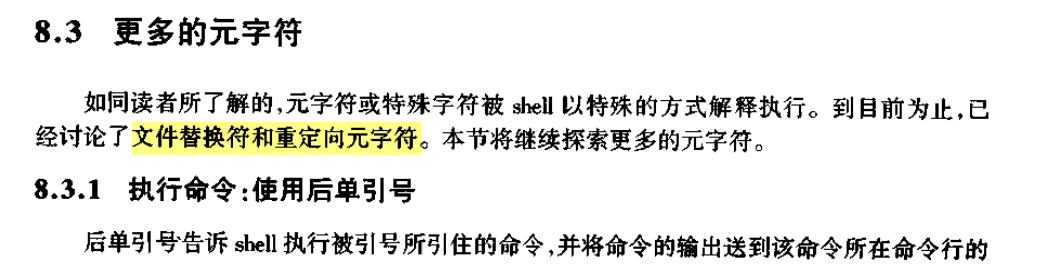 8.3 更多的元字符
如同读者所了解的,元字符或特殊字符被 shell 以特殊的方式解释执行。到目前为止,已
经讨论了文件替换符和重定向元字符。本节将继续探索更多的元字符。
8.3.1 执行命令:使用后单引号
后单引号告诉 shell 执行被引号所引住的命令,并将命令的输出送到该命令所在命令行的